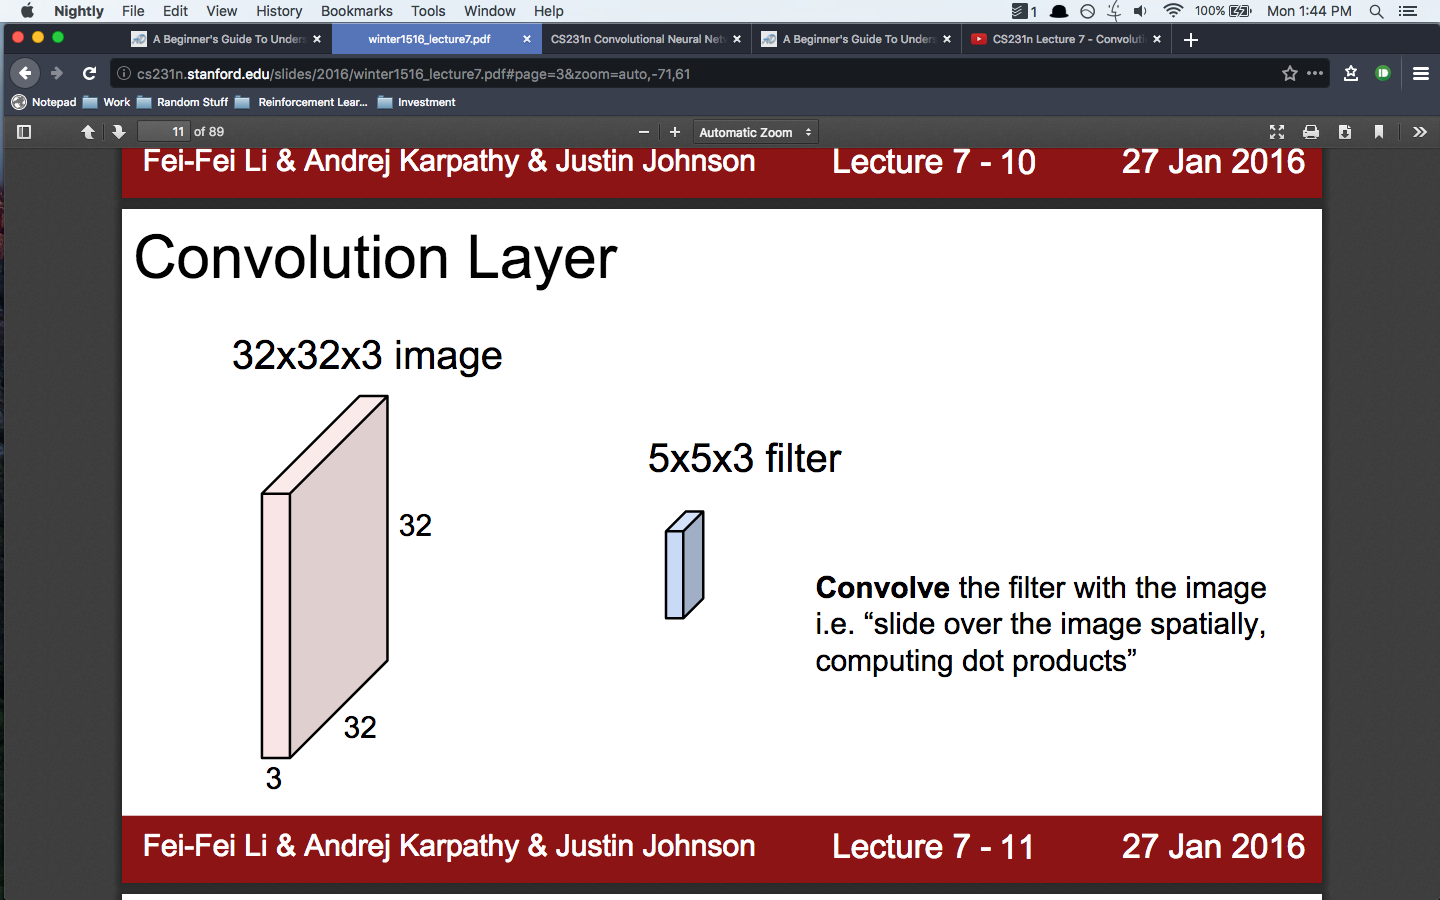 Nightly File Edit View History Bookmarks Tools Window Help 1 100% Mon 1:44 PM
A Beginner's Guide To Under winter1516_lecture7.pdf CS231n Convolutional Neural Net A Beginner's Guide To Under CS231n Lecture 7 - Convolut
cs231n.stanford.edu/slides/2016/winter1516_lecture7.pdf#page=3&zoom=auto,-71,61
Notepad Work Random Stuff Reinforcement Lear... Investment
11 of 89 Automatic Zoom
Fei-Fei Li & Andrej Karpathy & Justin Johnson Lecture 7 - 10 27 Jan 2016
Convolution Layer
32x32x3 image
5x5x3 filter
32
Convolve the filter with the image
i.e. “slide over the image spatially,
computing dot products”
32
3
Fei-Fei Li & Andrej Karpathy & Justin Johnson Lecture 7 - 11 27 Jan 2016